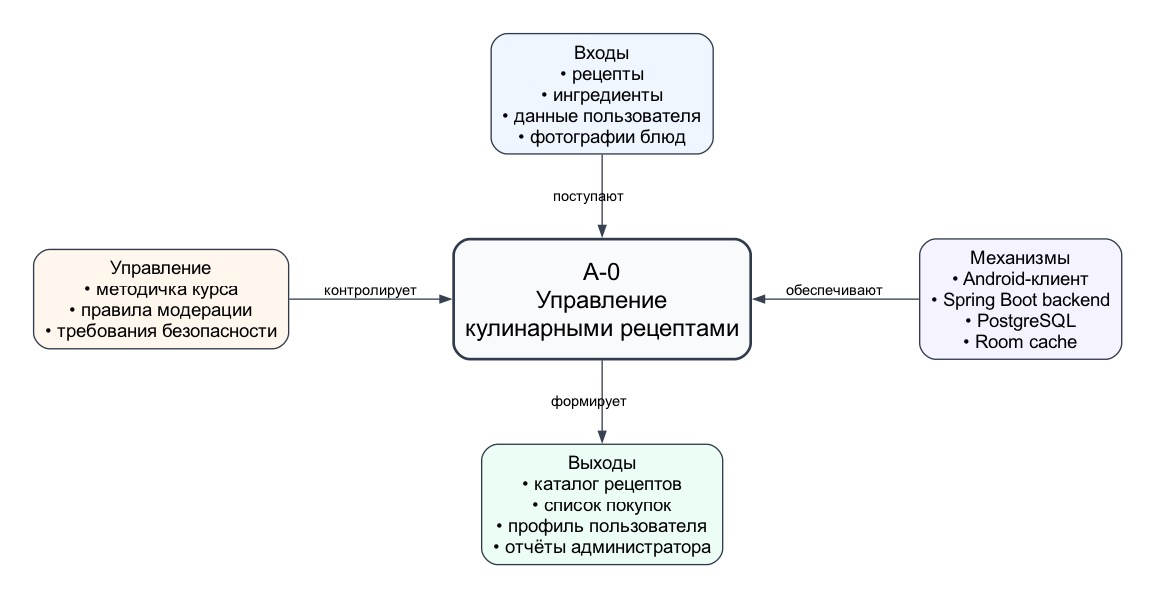 Входы
• рецепты
• ингредиенты
• данные пользователя
• фотографии блюд
поступают
Управление
• методичка курса
• правила модерации
• требования безопасности
контролирует
А-0
Управление
кулинарными рецептами
обеспечивают
Механизмы
• Android-клиент
• Spring Boot backend
• PostgreSQL
• Room cache
формирует
Выходы
• каталог рецептов
• список покупок
• профиль пользователя
• отчёты администратора